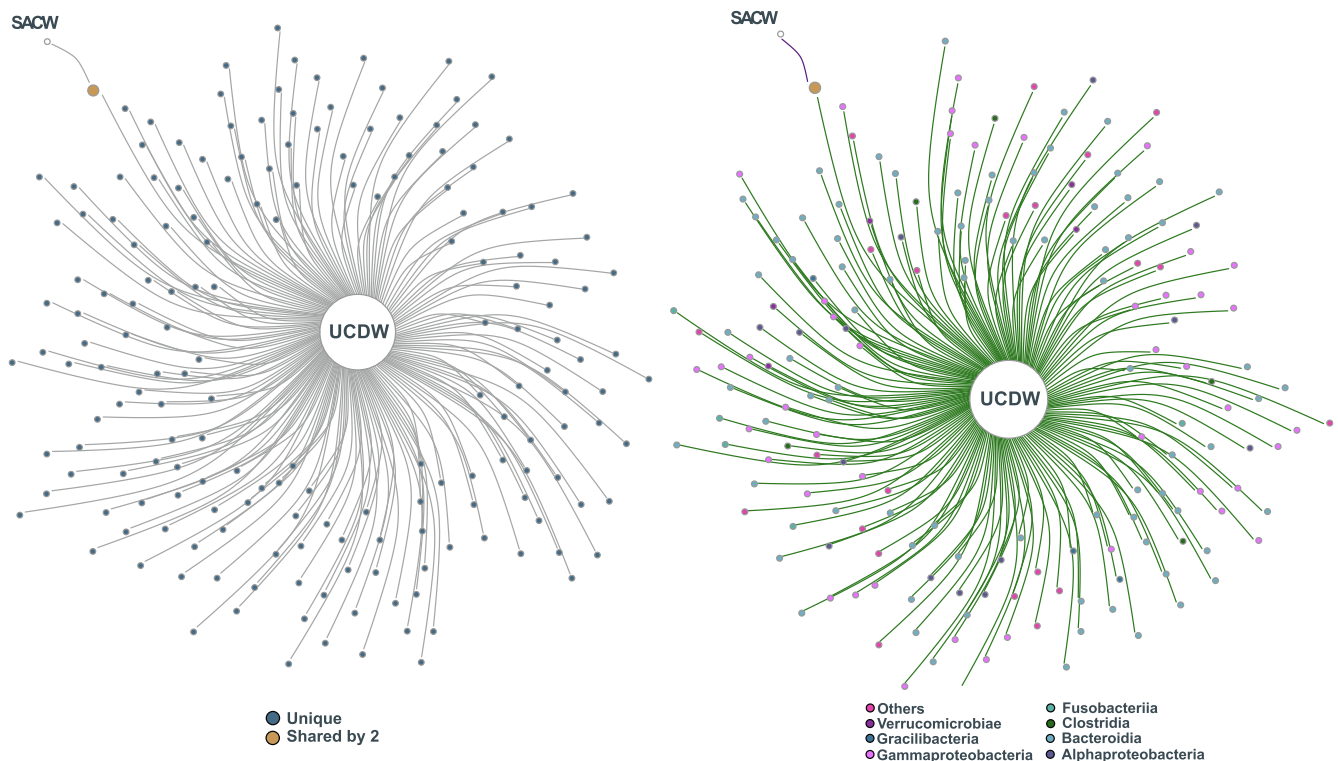 SACW
SACW
UCDW
UCDW
Unique
Shared by 2
Others
Verrucomicrobiae
Gracilibacteria
Gammaproteobacteria
Fusobacteriia
Clostridia
Bacteroidia
Alphaproteobacteria